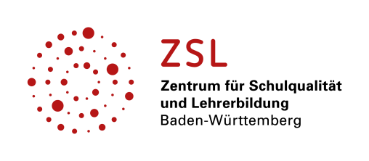 ZSL
Zentrum für Schulqualität
und Lehrerbildung
Baden-Württemberg